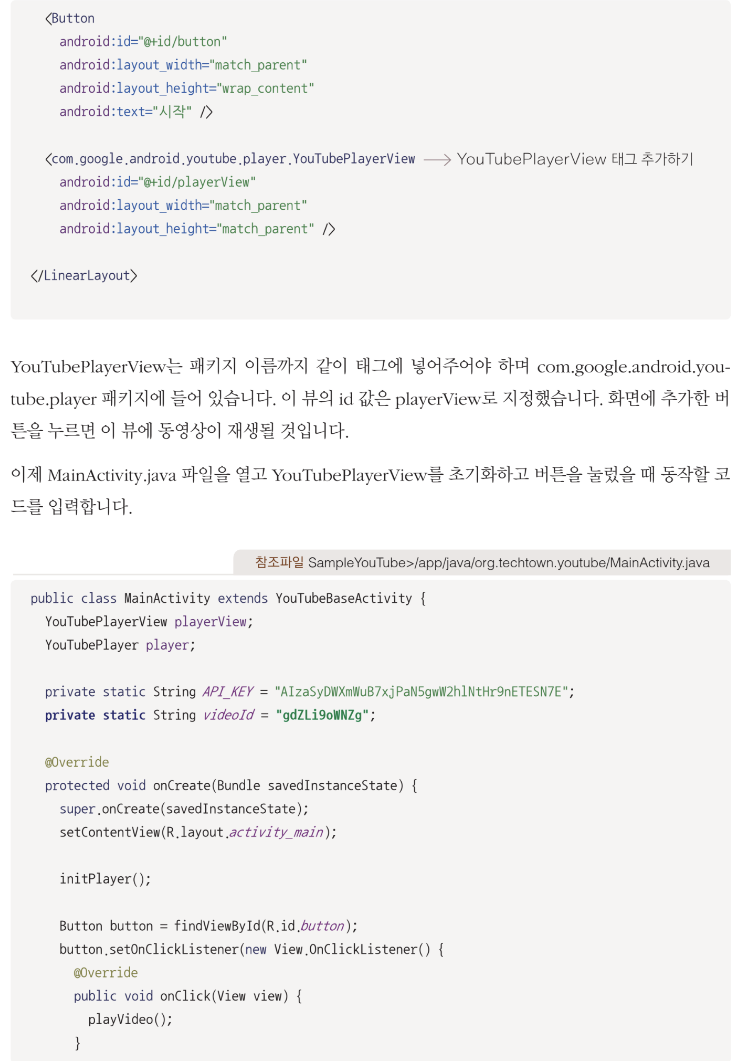 <Button
android:id="@+id/button"
android:layout_width="match_parent"
android:layout_height="wrap_content"
android:text="시작" />
<com.google.android.youtube.player.YouTubePlayerView ⟶ YouTubePlayerView 태그 추가하기
android:id="@+id/playerView"
android:layout_width="match_parent"
android:layout_height="match_parent" />
</LinearLayout>
YouTubePlayerView는 패키지 이름까지 같이 태그에 넣어주어야 하며 com.google.android.you-
tube.player 패키지에 들어 있습니다. 이 뷰의 id 값은 playerView로 지정했습니다. 화면에 추가한 버
튼을 누르면 이 뷰에 동영상이 재생될 것입니다.
이제 MainActivity.java 파일을 열고 YouTubePlayerView를 초기화하고 버튼을 눌렀을 때 동작할 코
드를 입력합니다.
참조파일 SampleYouTube>/app/java/org.techtown.youtube/MainActivity.java
public class MainActivity extends YouTubeBaseActivity {
YouTubePlayerView playerView;
YouTubePlayer player;
private static String API_KEY = "AIzaSyDWXmWuB7xjPaN5gwW2hlNtHr9nETESN7E";
private static String videoId = "gdZLi9oWNZg";
@Override
protected void onCreate(Bundle savedInstanceState) {
super.onCreate(savedInstanceState);
setContentView(R.layout.activity_main);
initPlayer();
Button button = findViewById(R.id.button);
button.setOnClickListener(new View.OnClickListener() {
@Override
public void onClick(View view) {
playVideo();
}